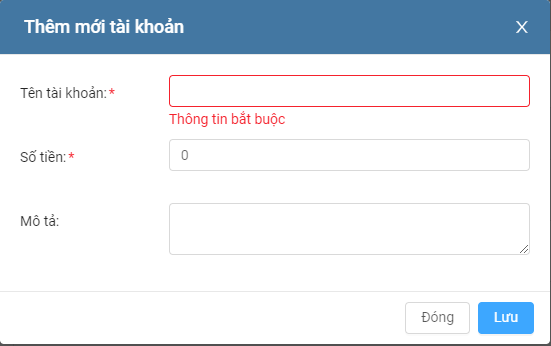 Thêm mới tài khoản X
Tên tài khoản:*
Thông tin bắt buộc
Số tiền:* 0
Mô tả:
Đóng Lưu